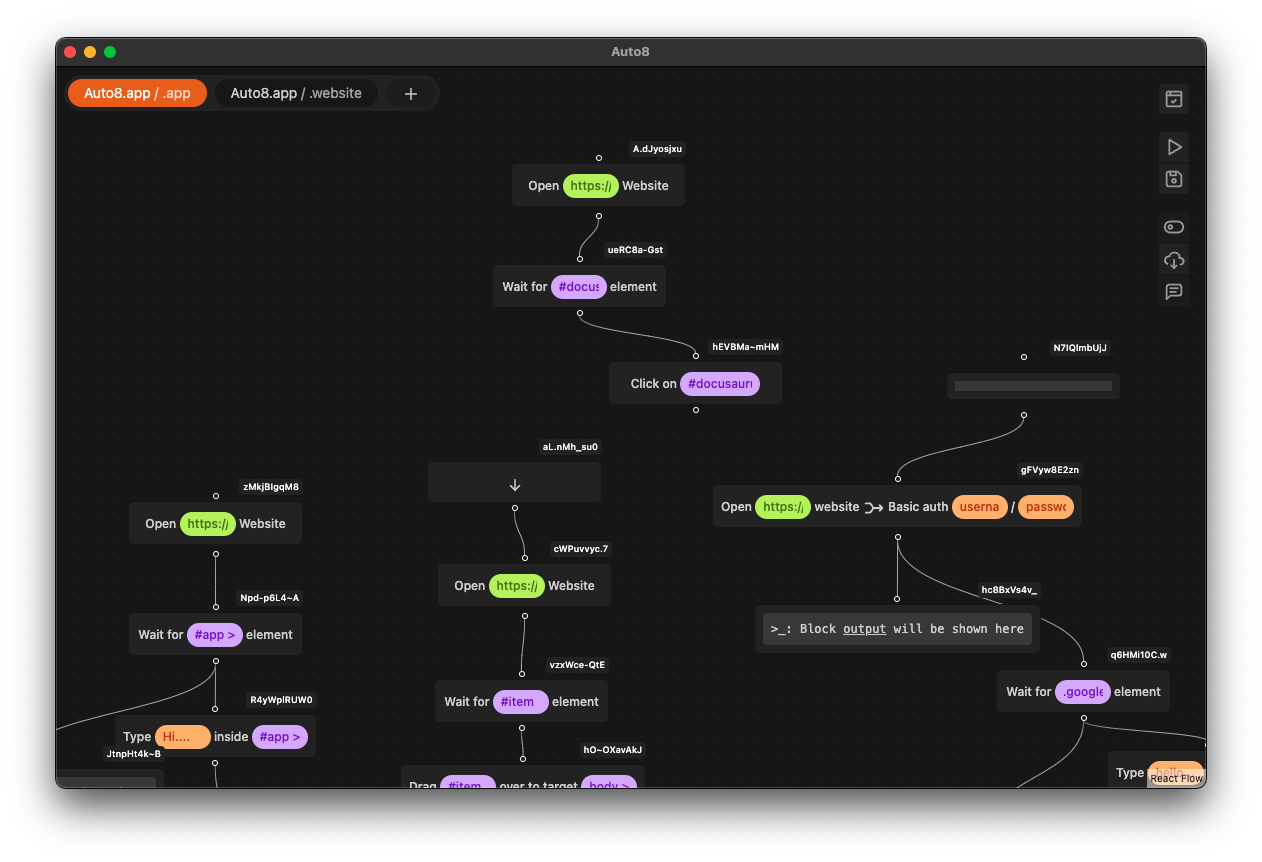 Auto8
Auto8.app / .app
Auto8.app / .website
+
A.dJyosjxu
Open https:// Website
ueRC8a-Gst
Wait for #docus element
hEVBMa~mHM
Click on #docusauru
N7IQImbUjJ
aL.nMh_su0
gFVyw8E2zn
Open https:/ website Basic auth userna / passwo
zMkjBIgqM8
Open https:// Website
cWPuvvyc.7
Open https:// Website
hc8BxVs4v_
>_: Block output will be shown here
Npd-p6L4~A
Wait for #app > element
vzxWce-QtE
Wait for #item element
q6HMi10C.w
Wait for .google element
R4yWplRUW0
Type Hi.... inside #app >
JtnpHt4k~B
hO~OXavAkJ
Drag #item over to target body >
Type hello
React Flow